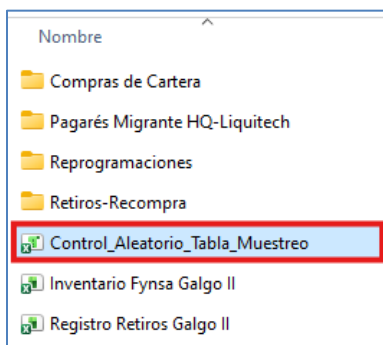 Nombre
Compras de Cartera
Pagarés Migrante HQ-Liquitech
Reprogramaciones
Retiros-Recompra
Control_Aleatorio_Tabla_Muestreo
Inventario Fynsa Galgo II
Registro Retiros Galgo II